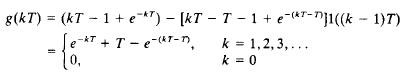 g(kT) = (kT − 1 + e^{−kT}) − [kT − T − 1 + e^{−(kT−T)}]1((k − 1)T)
= { e^{−kT} + T − e^{−(kT−T)}, k = 1, 2, 3, . . .
0, k = 0